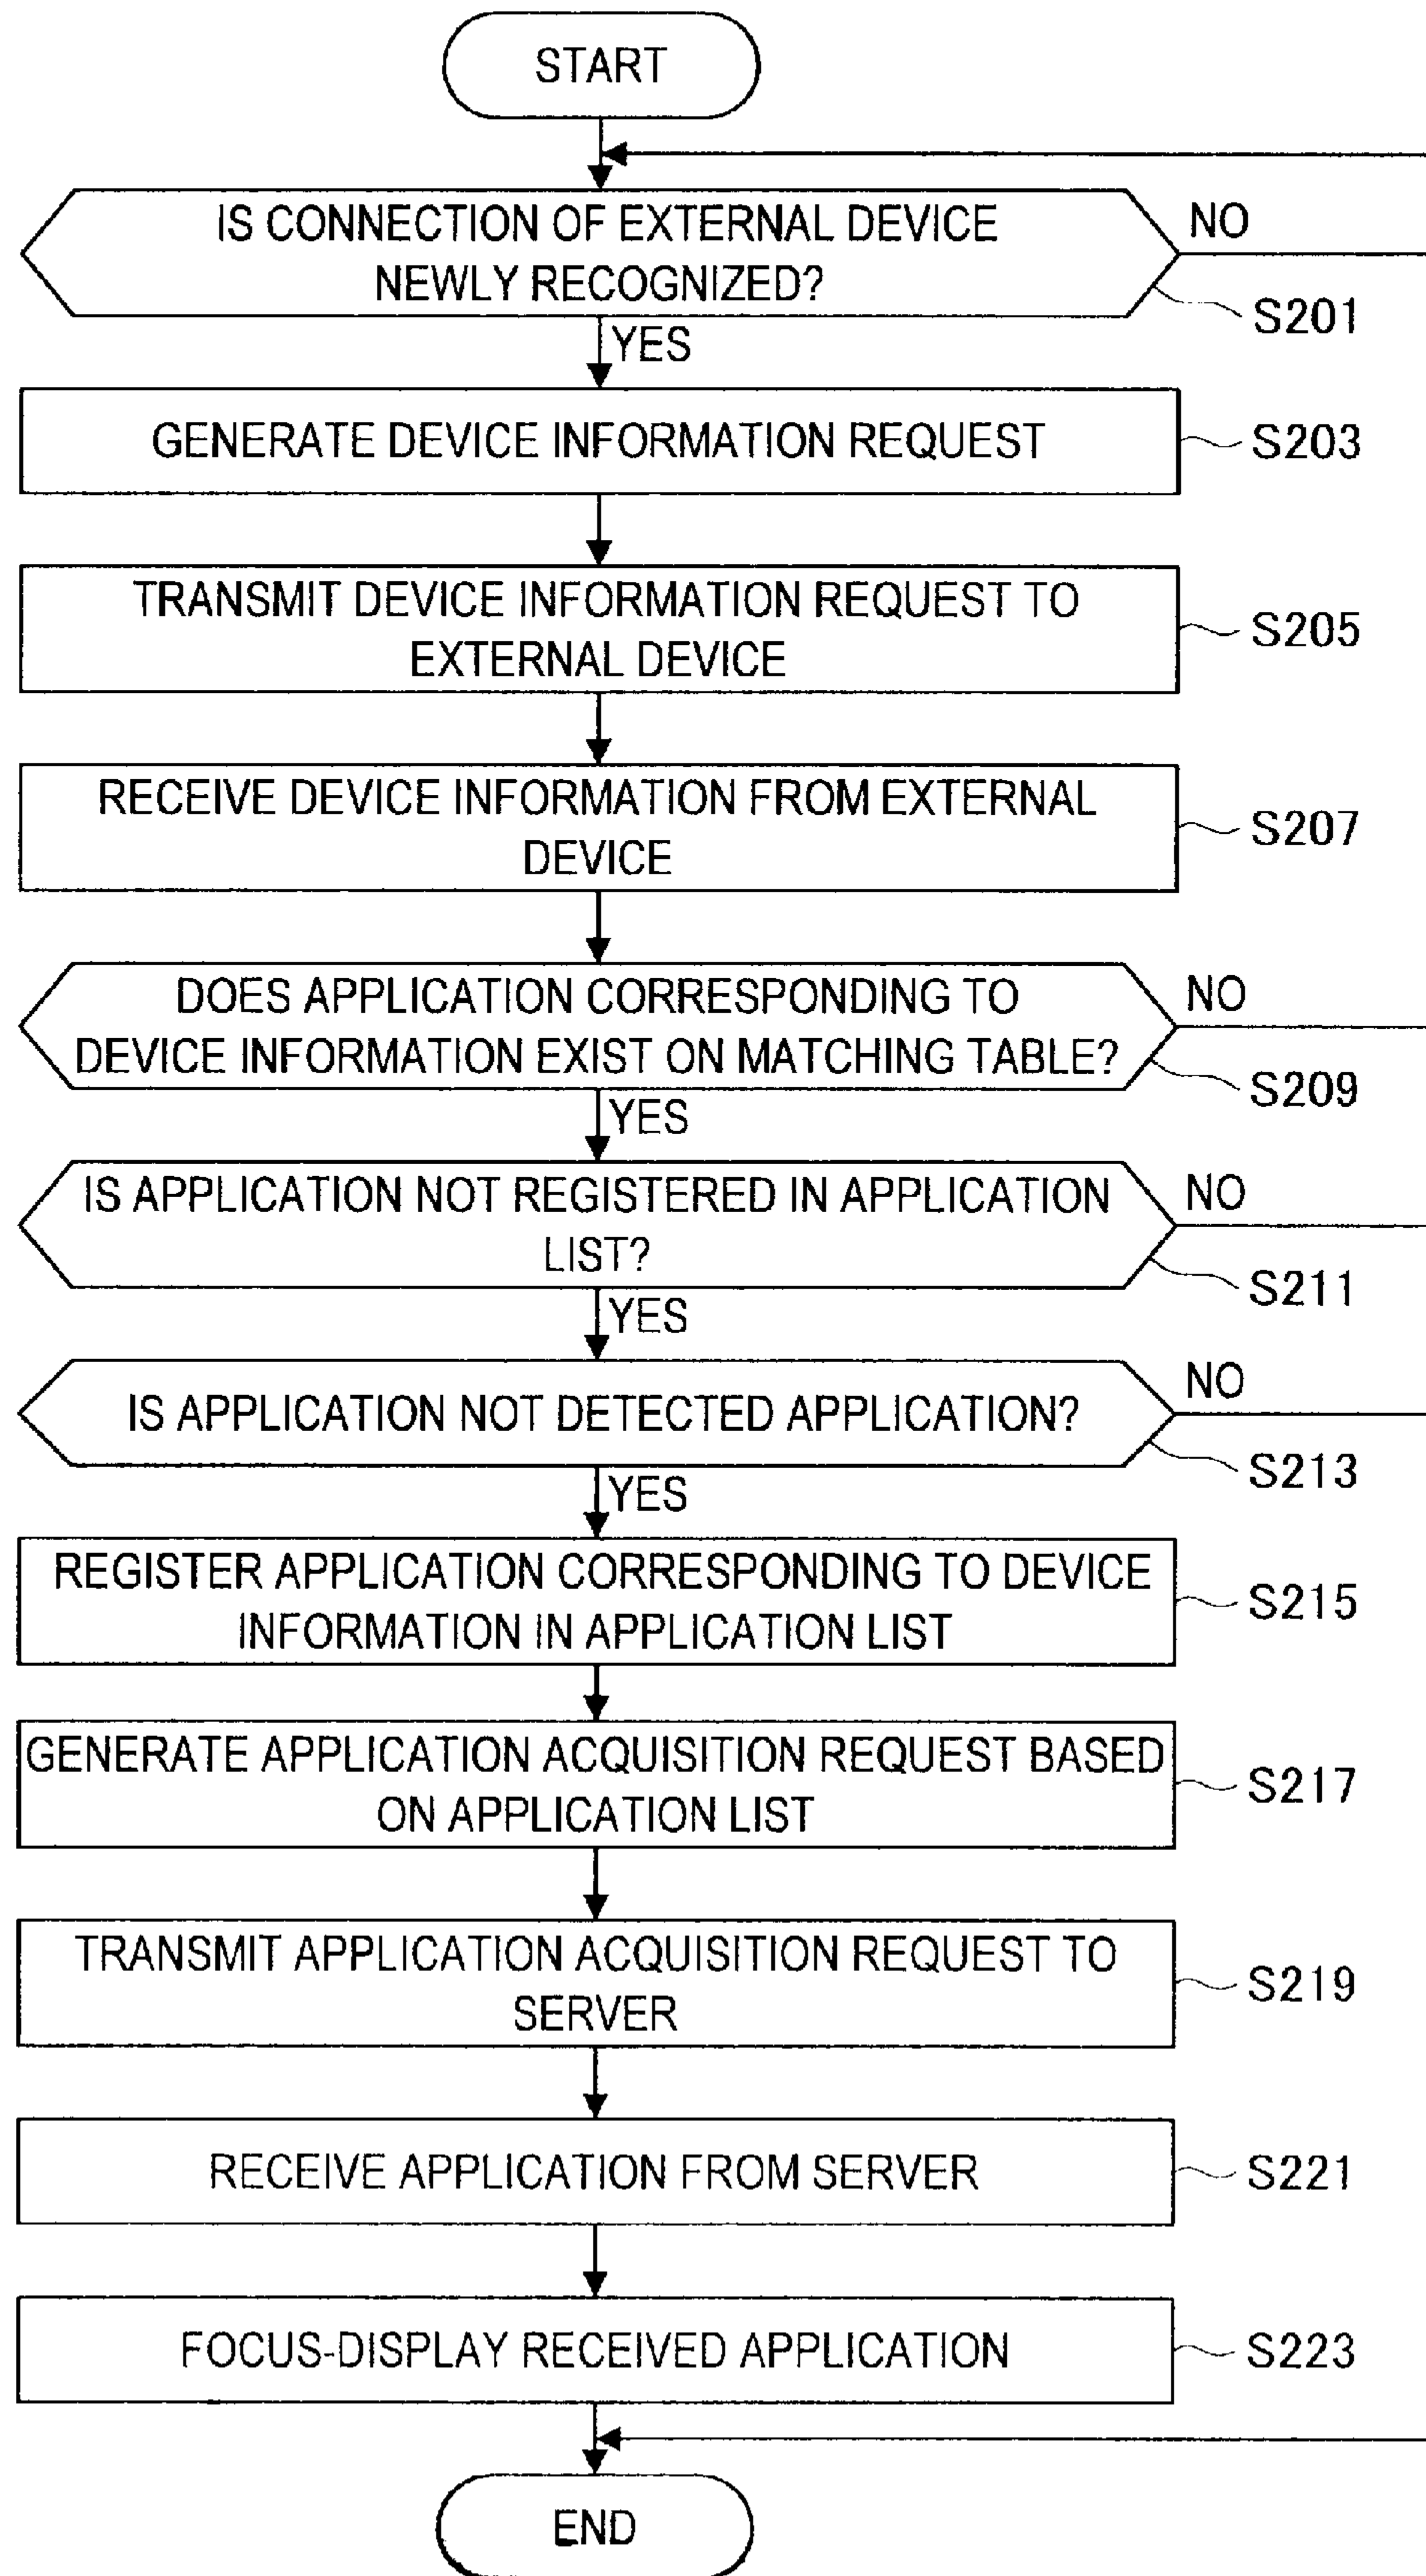 START
IS CONNECTION OF EXTERNAL DEVICE
NEWLY RECOGNIZED?
NO
S201
YES
GENERATE DEVICE INFORMATION REQUEST
S203
TRANSMIT DEVICE INFORMATION REQUEST TO
EXTERNAL DEVICE
S205
RECEIVE DEVICE INFORMATION FROM EXTERNAL
DEVICE
S207
DOES APPLICATION CORRESPONDING TO
DEVICE INFORMATION EXIST ON MATCHING TABLE?
NO
S209
YES
IS APPLICATION NOT REGISTERED IN APPLICATION
LIST?
NO
S211
YES
IS APPLICATION NOT DETECTED APPLICATION?
NO
S213
YES
REGISTER APPLICATION CORRESPONDING TO DEVICE
INFORMATION IN APPLICATION LIST
S215
GENERATE APPLICATION ACQUISITION REQUEST BASED
ON APPLICATION LIST
S217
TRANSMIT APPLICATION ACQUISITION REQUEST TO
SERVER
S219
RECEIVE APPLICATION FROM SERVER
S221
FOCUS-DISPLAY RECEIVED APPLICATION
S223
END